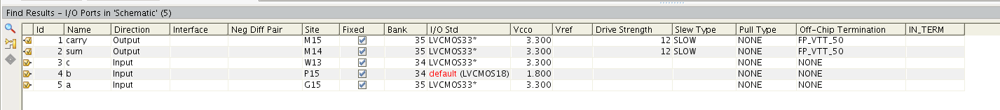 Find Results - I/O Ports in 'Schematic' (5)
Id Name Direction Interface Neg Diff Pair Site Fixed Bank I/O Std Vcco Vref Drive Strength Slew Type Pull Type Off-Chip Termination IN_TERM
1 carry Output M15 35 LVCMOS33* 3.300 12 SLOW NONE FP_VTT_50
2 sum Output M14 35 LVCMOS33* 3.300 12 SLOW NONE FP_VTT_50
3 c Input W13 34 LVCMOS33* 3.300 NONE NONE
4 b Input P15 34 default (LVCMOS18) 1.800 NONE NONE
5 a Input G15 35 LVCMOS33* 3.300 NONE NONE